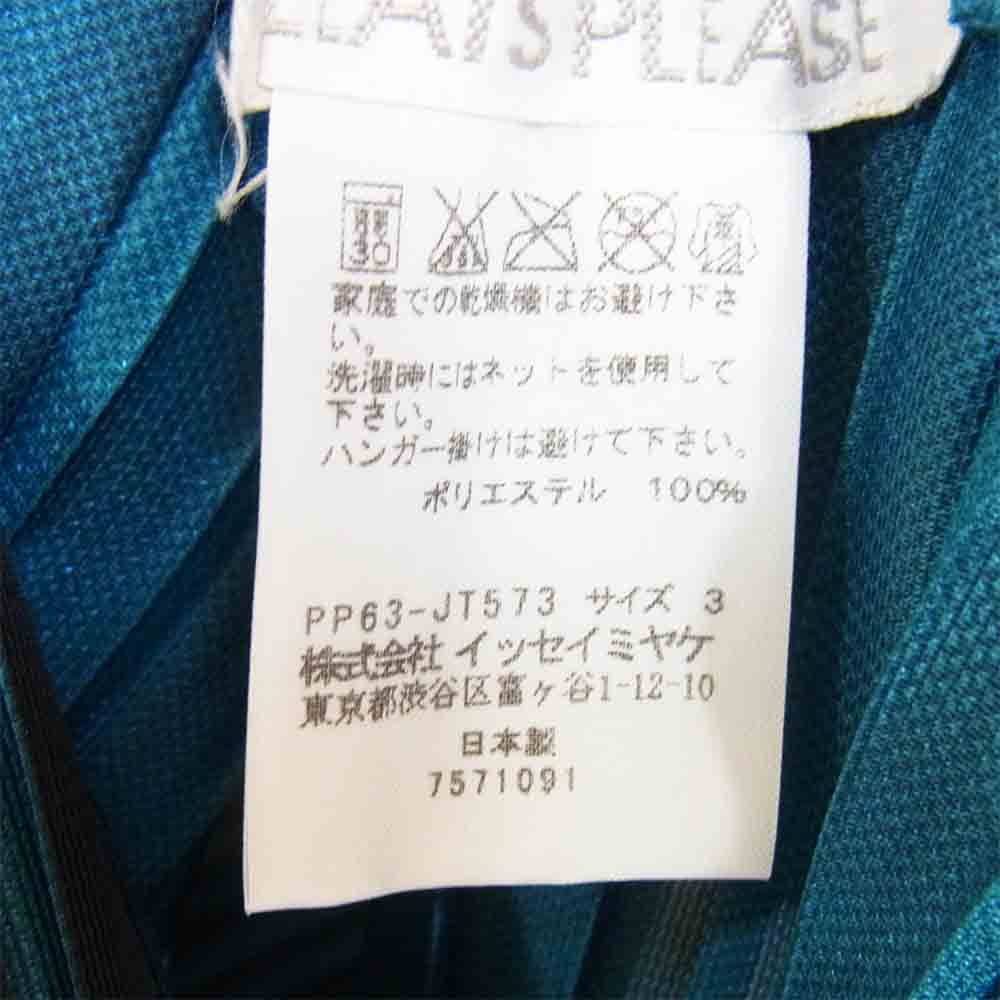 PLEATS PLEASE
弱
30
家庭での乾燥機はお避け下さ
い。
洗濯時にはネットを使用して
下さい。
ハンガー掛けは避けて下さい。
ポリエステル 100%
PP63-JT573 サイズ 3
株式会社イッセイミヤケ
東京都渋谷区富ヶ谷1-12-10
日本製
7571091